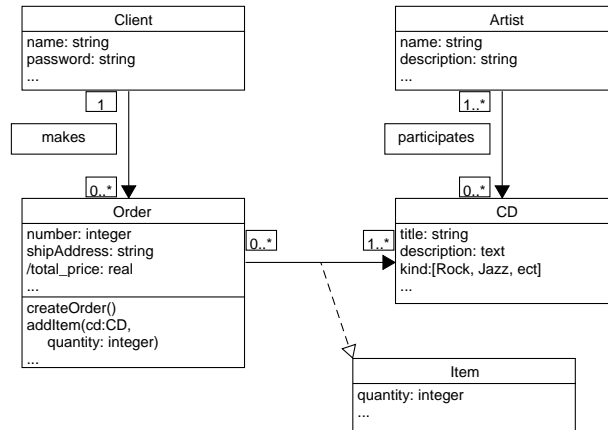 Client
name: string
password: string
...
Artist
name: string
description: string
...
1
1..*
makes
participates
0..*
0..*
Order
number: integer
shipAddress: string
/total_price: real
...
createOrder()
addItem(cd:CD,
quantity: integer)
...
0..*
1..*
CD
title: string
description: text
kind:[Rock, Jazz, ect]
...
Item
quantity: integer
...